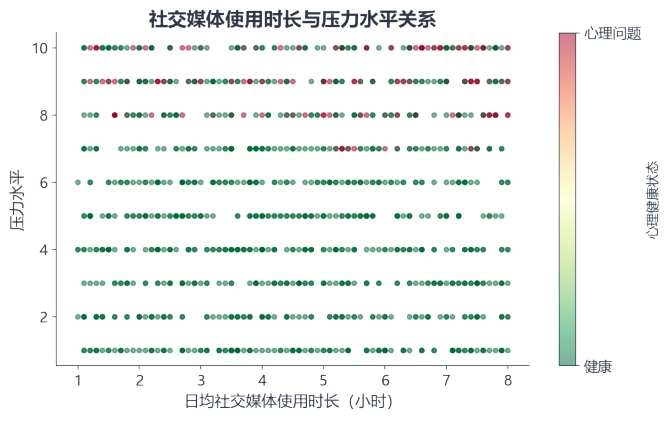 社交媒体使用时长与压力水平关系
心理问题
10
8
6
4
2
压力水平
心理健康状态
健康
1 2 3 4 5 6 7 8
日均社交媒体使用时长（小时）